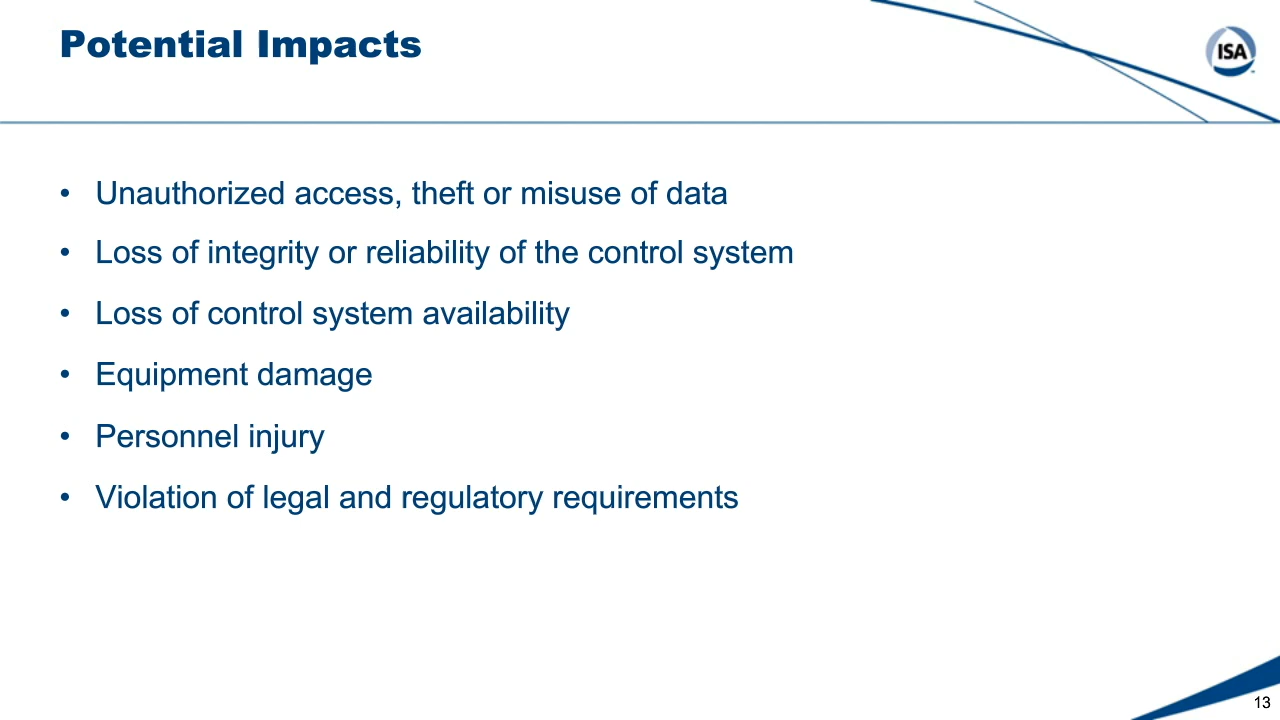 Potential Impacts
ISA
• Unauthorized access, theft or misuse of data
• Loss of integrity or reliability of the control system
• Loss of control system availability
• Equipment damage
• Personnel injury
• Violation of legal and regulatory requirements
13